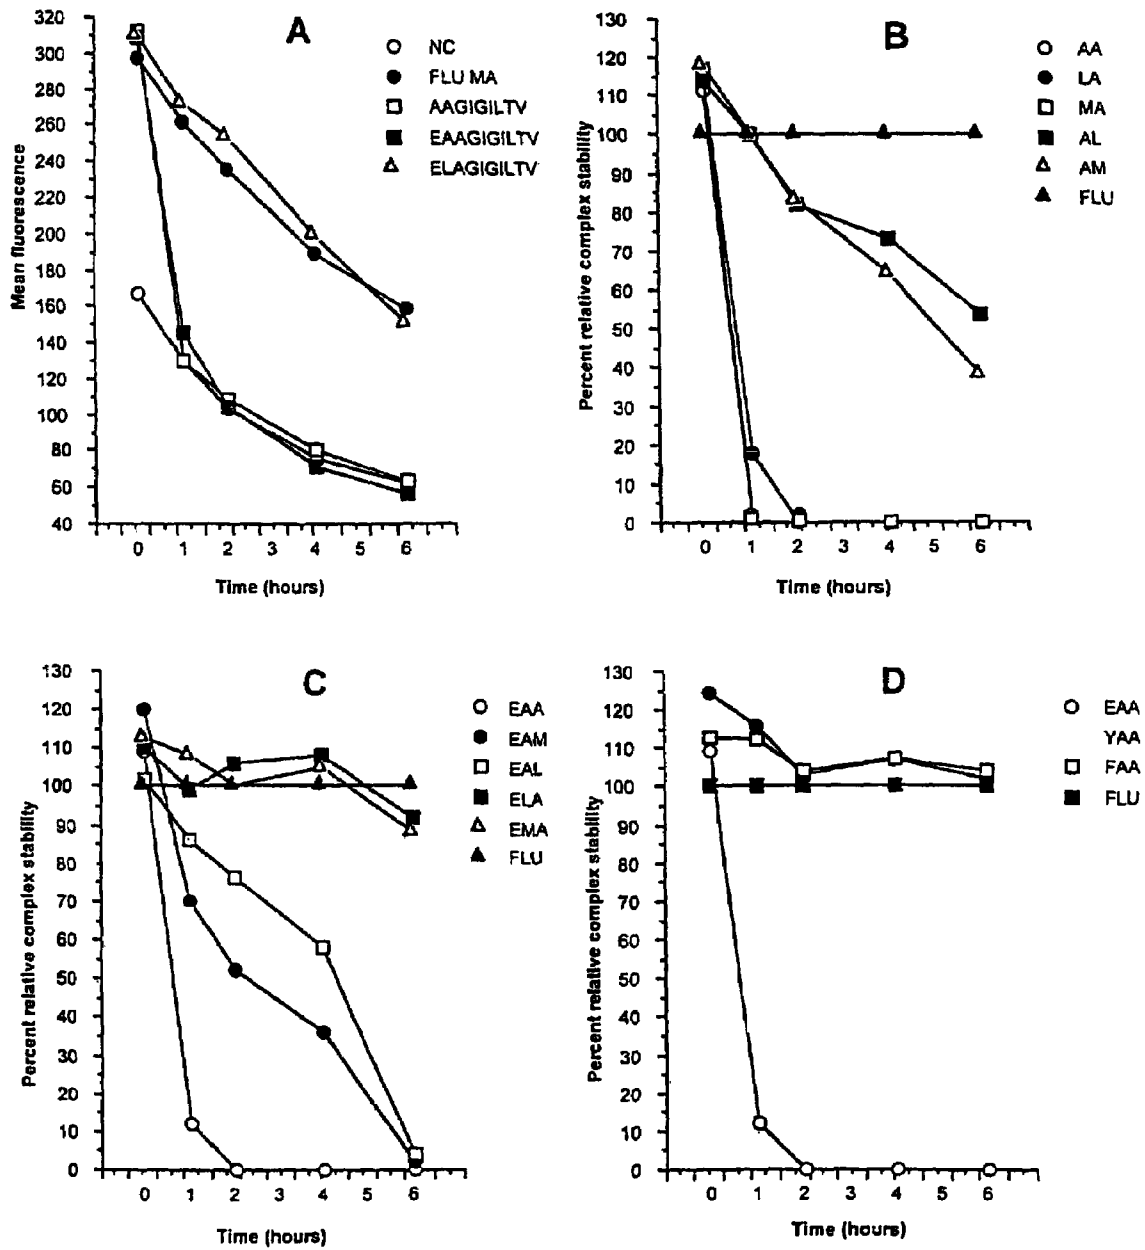 A
Mean fluorescence
320
300
280
260
240
220
200
180
160
140
120
100
80
60
40
0 1 2 3 4 5 6
Time (hours)
NC
FLU MA
AAGIGILTV
EAAGIGILTV
ELAGIGILTV
B
Percent relative complex stability
130
120
110
100
90
80
70
60
50
40
30
20
10
0
0 1 2 3 4 5 6
Time (hours)
AA
LA
MA
AL
AM
FLU
C
Percent relative complex stability
130
120
110
100
90
80
70
60
50
40
30
20
10
0
0 1 2 3 4 5 6
Time (hours)
EAA
EAM
EAL
ELA
EMA
FLU
D
Percent relative complex stability
130
120
110
100
90
80
70
60
50
40
30
20
10
0
0 1 2 3 4 5 6
Time (hours)
EAA
YAA
FAA
FLU